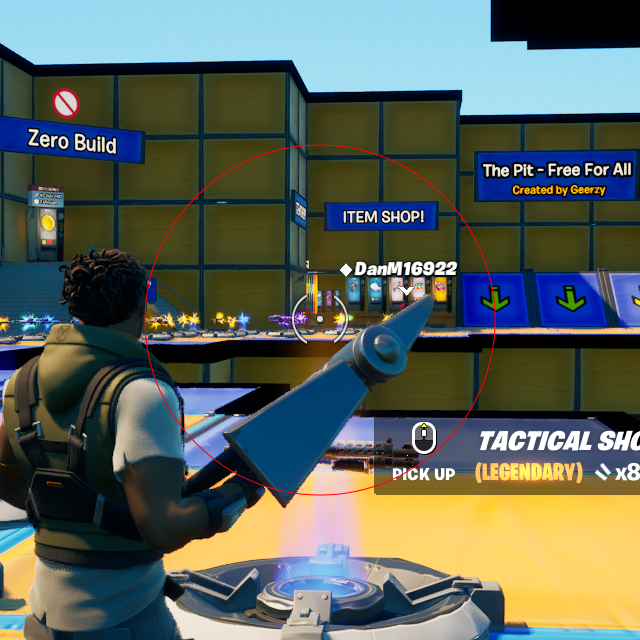 Zero Build
The Pit - Free For All
Created by Geerzy
ITEM SHOP!
DanM16922
TACTICAL SHO
PICK UP
(LEGENDARY)
x8